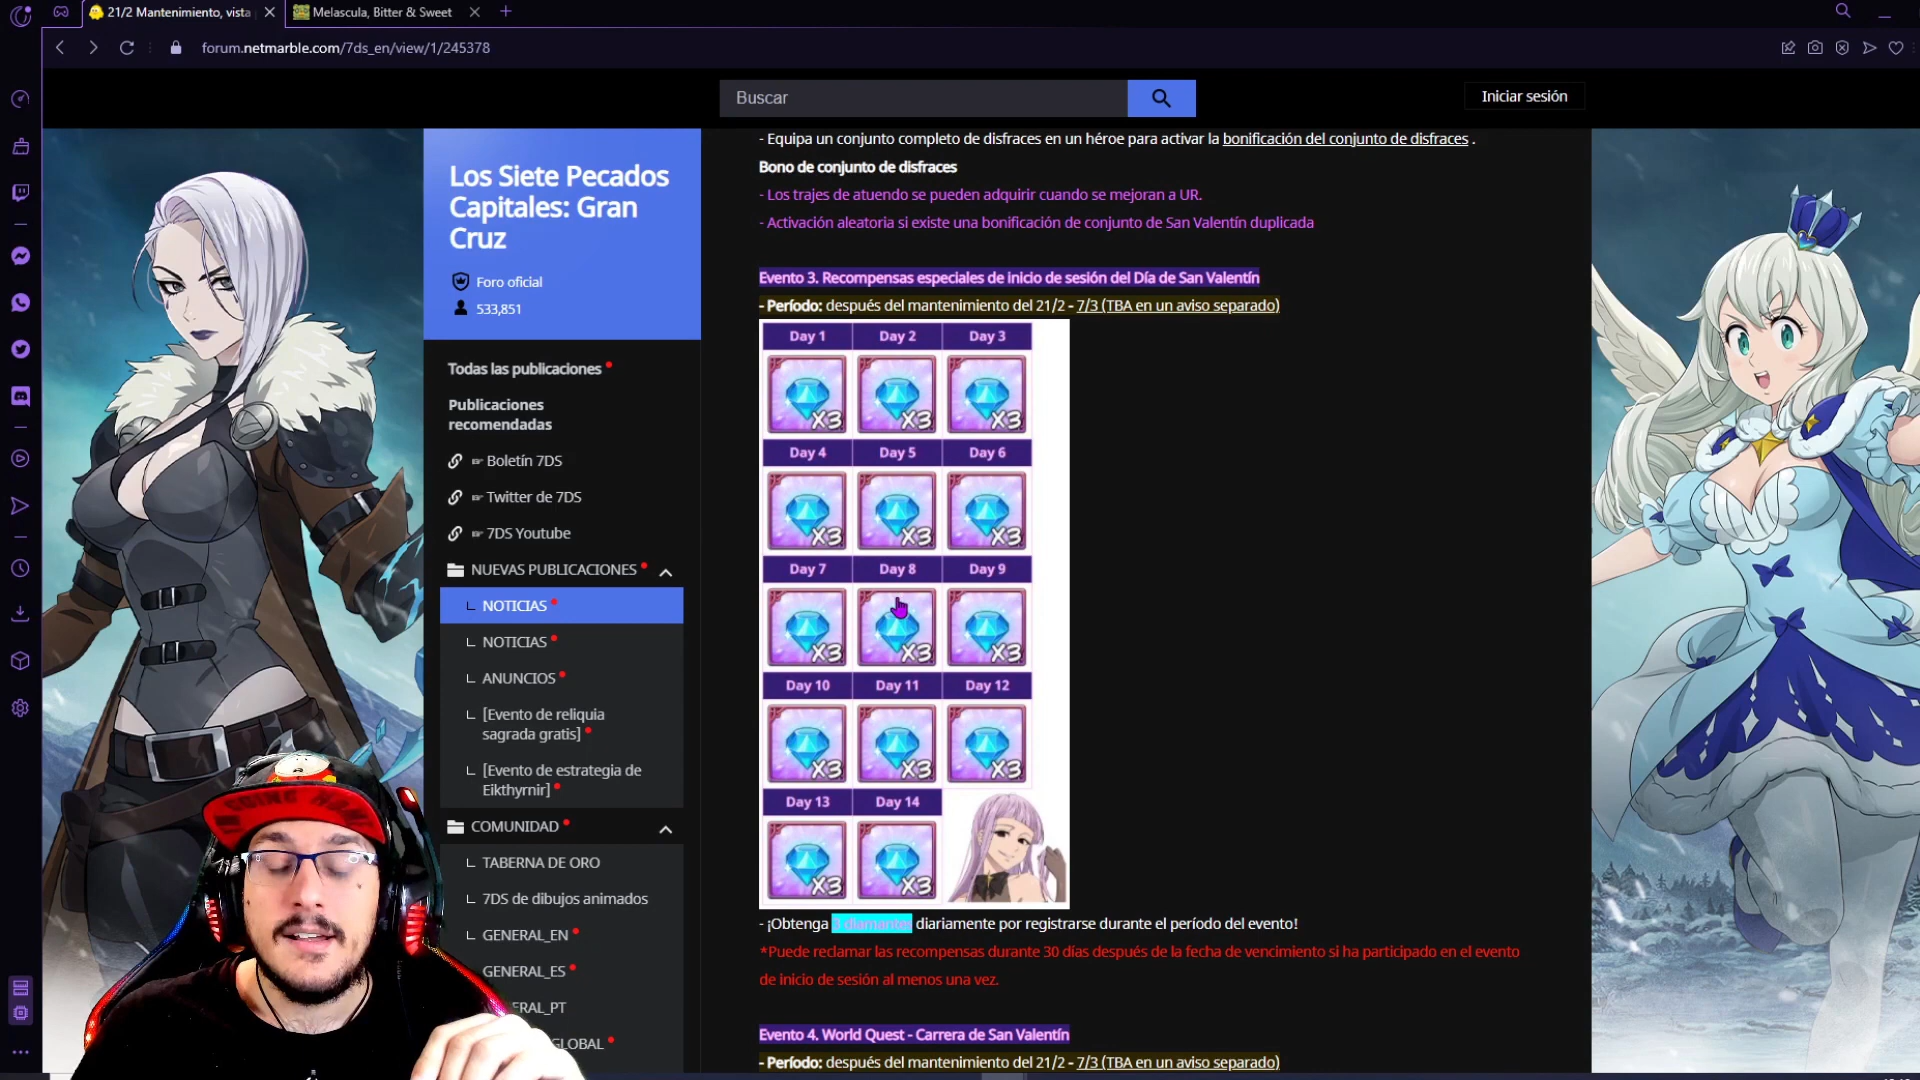 21/2 Mantenimiento, vista
Melascula, Bitter & Sweet
forum.netmarble.com/7ds_en/view/1/245378
Buscar
Iniciar sesión
Los Siete Pecados
Capitales: Gran
Cruz
Foro oficial
533,851
Todas las publicaciones
Publicaciones
recomendadas
Boletín 7DS
Twitter de 7DS
7DS Youtube
NUEVAS PUBLICACIONES
NOTICIAS
NOTICIAS
ANUNCIOS
[Evento de reliquia
sagrada gratis]
[Evento de estrategia de
Eikthyrnir]
COMUNIDAD
TABERNA DE ORO
7DS de dibujos animados
GENERAL_EN
GENERAL_ES
ERAL_PT
GLOBAL
- Equipa un conjunto completo de disfraces en un héroe para activar la bonificación del conjunto de disfraces .
Bono de conjunto de disfraces
- Los trajes de atuendo se pueden adquirir cuando se mejoran a UR.
- Activación aleatoria si existe una bonificación de conjunto de San Valentín duplicada
Evento 3. Recompensas especiales de inicio de sesión del Día de San Valentín
- Período: después del mantenimiento del 21/2 - 7/3 (TBA en un aviso separado)
Day 1 Day 2 Day 3
X3 X3 X3
Day 4 Day 5 Day 6
X3 X3 X3
Day 7 Day 8 Day 9
X3 X3 X3
Day 10 Day 11 Day 12
X3 X3 X3
Day 13 Day 14
X3 X3
- ¡Obtenga 3 diamantes diariamente por registrarse durante el período del evento!
*Puede reclamar las recompensas durante 30 días después de la fecha de vencimiento si ha participado en el evento
de inicio de sesión al menos una vez.
Evento 4. World Quest - Carrera de San Valentín
- Período: después del mantenimiento del 21/2 - 7/3 (TBA en un aviso separado)